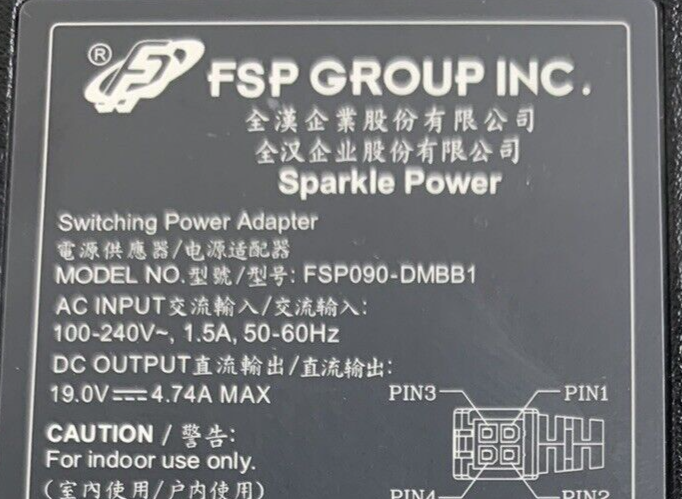 ®
FSP GROUP INC.
全漢企業股份有限公司
全汉企业股份有限公司
Sparkle Power
Switching Power Adapter
電源供應器/电源适配器
MODEL NO.型號/型号: FSP090-DMBB1
AC INPUT交流輸入/交流输入:
100-240V~, 1.5A, 50-60Hz
DC OUTPUT直流輸出/直流输出:
19.0V⎓4.74A MAX
PIN3 PIN1
CAUTION / 警告:
For indoor use only.
(室內使用/户内使用)
PIN4 PIN2